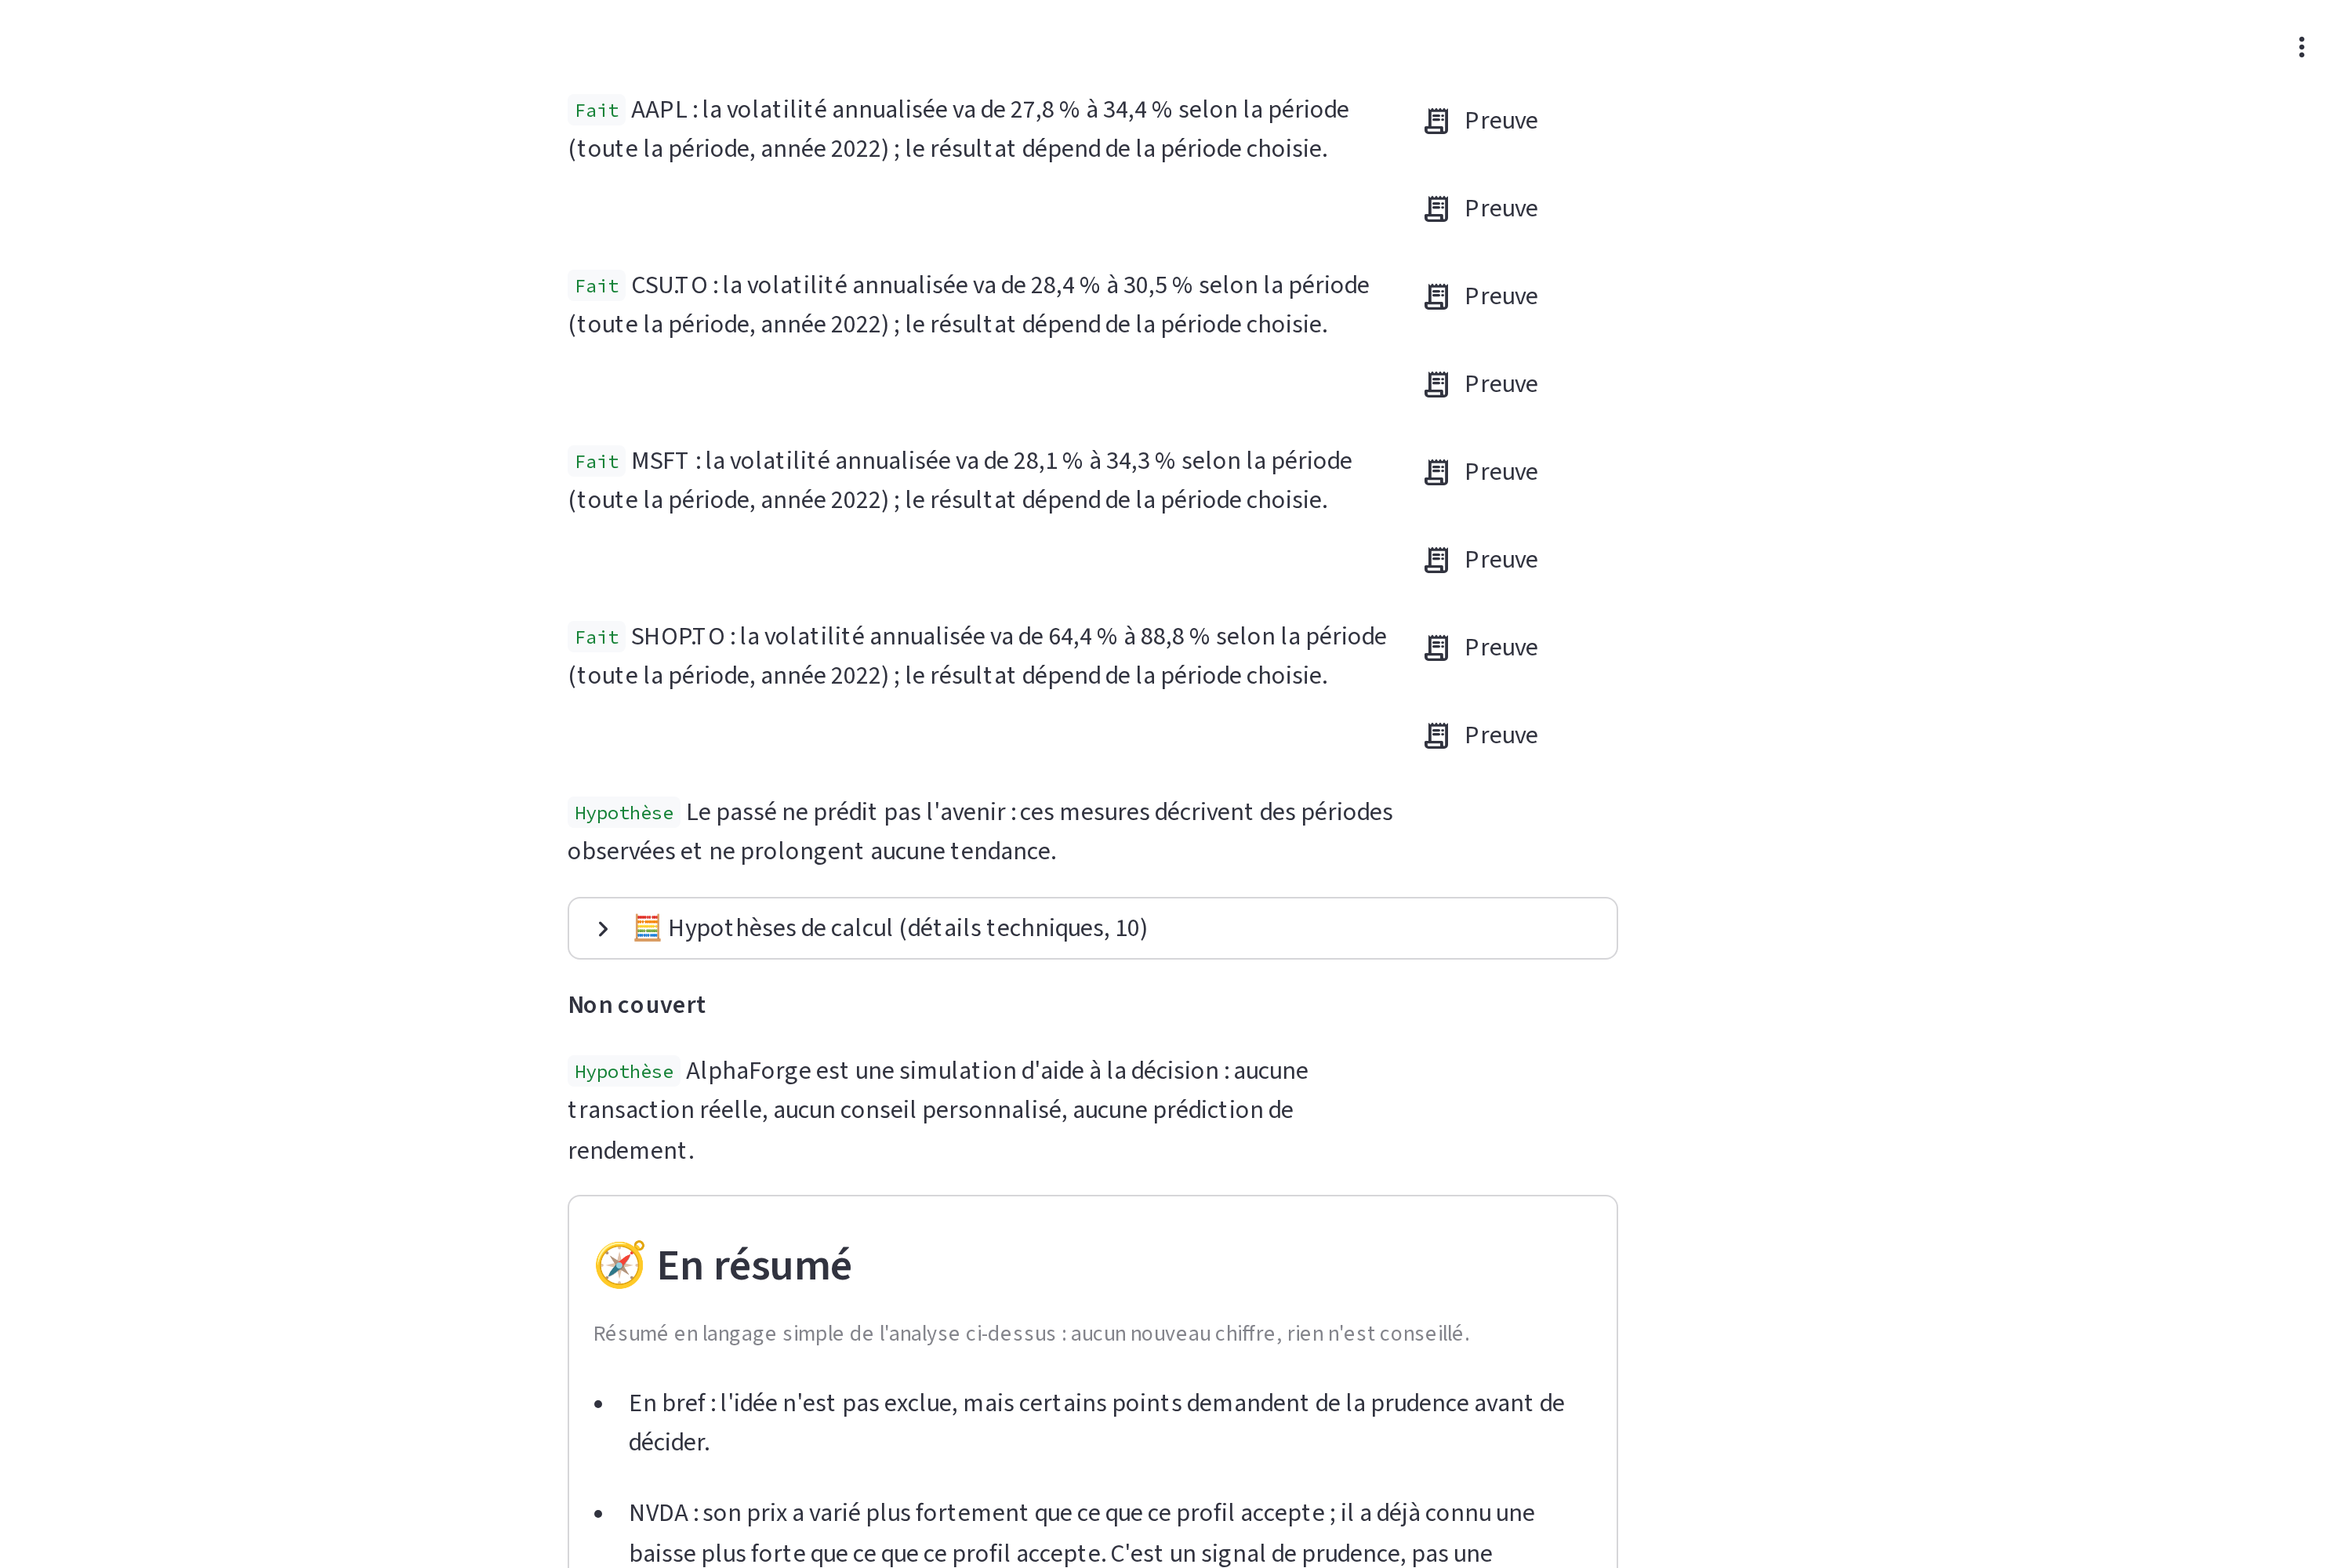 Fait AAPL : la volatilité annualisée va de 27,8 % à 34,4 % selon la période
(toute la période, année 2022) ; le résultat dépend de la période choisie.
Preuve
Preuve
Fait CSU.TO : la volatilité annualisée va de 28,4 % à 30,5 % selon la période
(toute la période, année 2022) ; le résultat dépend de la période choisie.
Preuve
Preuve
Fait MSFT : la volatilité annualisée va de 28,1 % à 34,3 % selon la période
(toute la période, année 2022) ; le résultat dépend de la période choisie.
Preuve
Preuve
Fait SHOP.TO : la volatilité annualisée va de 64,4 % à 88,8 % selon la période
(toute la période, année 2022) ; le résultat dépend de la période choisie.
Preuve
Preuve
Hypothèse Le passé ne prédit pas l'avenir : ces mesures décrivent des périodes
observées et ne prolongent aucune tendance.
Hypothèses de calcul (détails techniques, 10)
Non couvert
Hypothèse AlphaForge est une simulation d'aide à la décision : aucune
transaction réelle, aucun conseil personnalisé, aucune prédiction de
rendement.
En résumé
Résumé en langage simple de l'analyse ci-dessus : aucun nouveau chiffre, rien n'est conseillé.
• En bref : l'idée n'est pas exclue, mais certains points demandent de la prudence avant de
décider.
• NVDA : son prix a varié plus fortement que ce que ce profil accepte ; il a déjà connu une
baisse plus forte que ce que ce profil accepte. C'est un signal de prudence, pas une